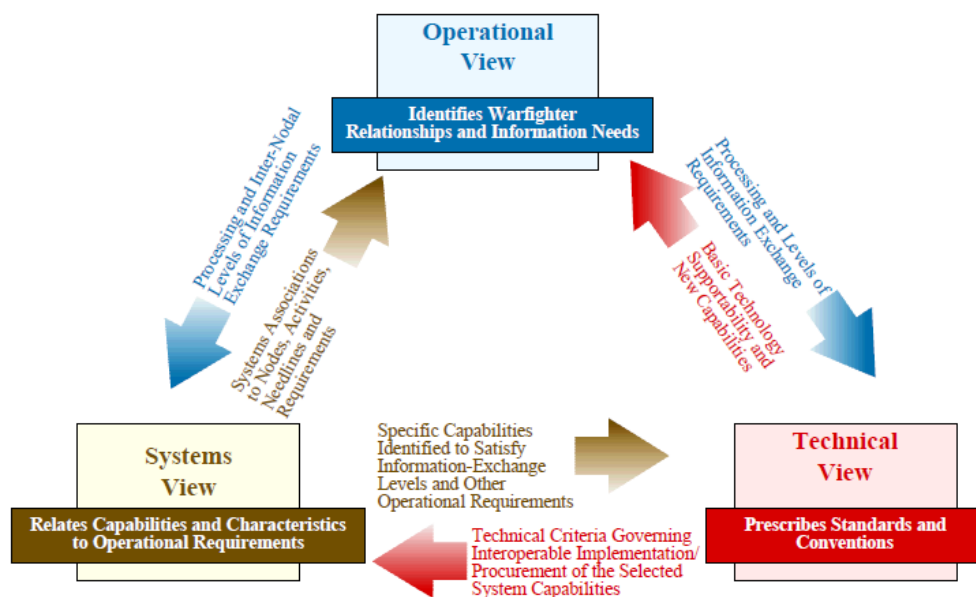 Operational
View
Identifies Warfighter
Relationships and Information Needs
Processing and Inter-Nodal
Levels of Information
Exchange Requirements
Systems Associations
to Nodes, Activities,
Needlines and
Requirements
Processing and Levels of
Information Exchange
Requirements
Basic Technology
Supportability and
New Capabilities
Systems
View
Relates Capabilities and Characteristics
to Operational Requirements
Specific Capabilities
Identified to Satisfy
Information-Exchange
Levels and Other
Operational Requirements
Technical Criteria Governing
Interoperable Implementation/
Procurement of the Selected
System Capabilities
Technical
View
Prescribes Standards and
Conventions